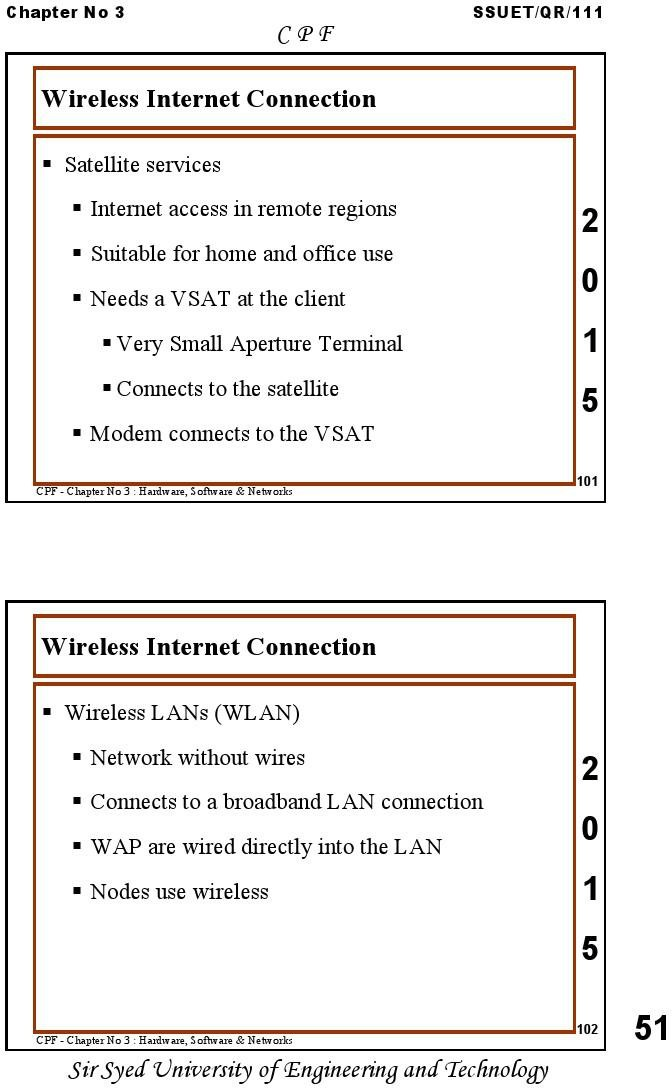 Chapter No 3 SSUET/QR/111
C P F
Wireless Internet Connection
▪ Satellite services
▪ Internet access in remote regions
▪ Suitable for home and office use
▪ Needs a VSAT at the client
▪ Very Small Aperture Terminal
▪ Connects to the satellite
▪ Modem connects to the VSAT
2
0
1
5
101
CPF - Chapter No 3 : Hardware, Software & Networks
Wireless Internet Connection
▪ Wireless LANs (WLAN)
▪ Network without wires
▪ Connects to a broadband LAN connection
▪ WAP are wired directly into the LAN
▪ Nodes use wireless
2
0
1
5
102
CPF - Chapter No 3 : Hardware, Software & Networks
51
Sir Syed University of Engineering and Technology